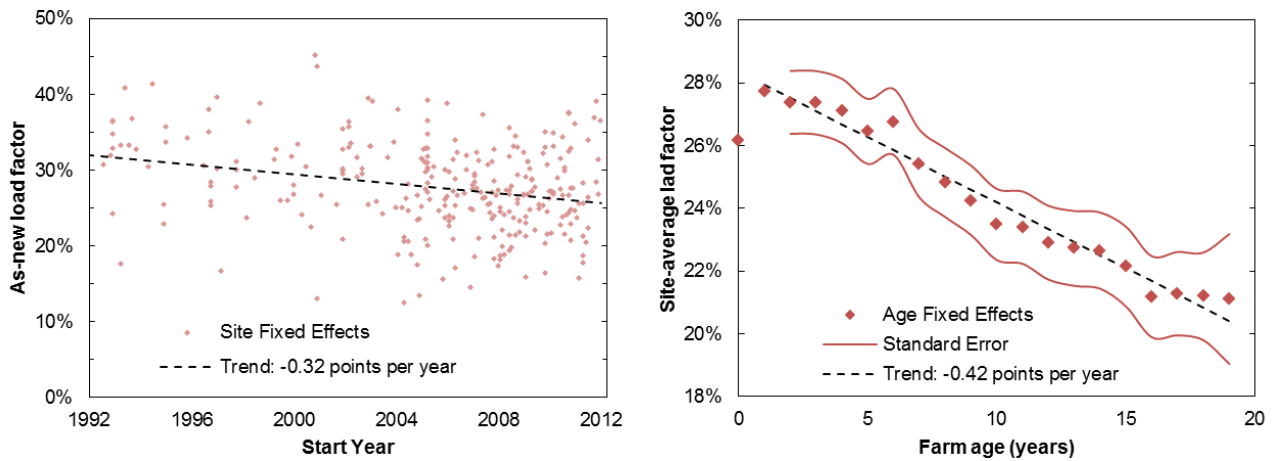 50%
40%
30%
20%
10%
0%
As-new load factor
Site Fixed Effects
Trend: -0.32 points per year
1992
1996
2000
2004
2008
2012
Start Year
30%
28%
26%
24%
22%
20%
18%
Site-average lad factor
Age Fixed Effects
Standard Error
Trend: -0.42 points per year
0
5
10
15
20
Farm age (years)